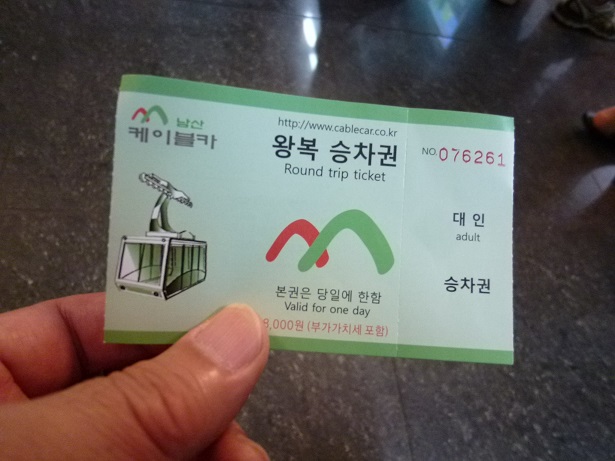 남산
케이블카
http://www.cablecar.co.kr
왕복 승차권
Round trip ticket
본권은 당일에 한함
Valid for one day
8,000원 (부가가치세 포함)
NO. 076261
대 인
adult
승차권